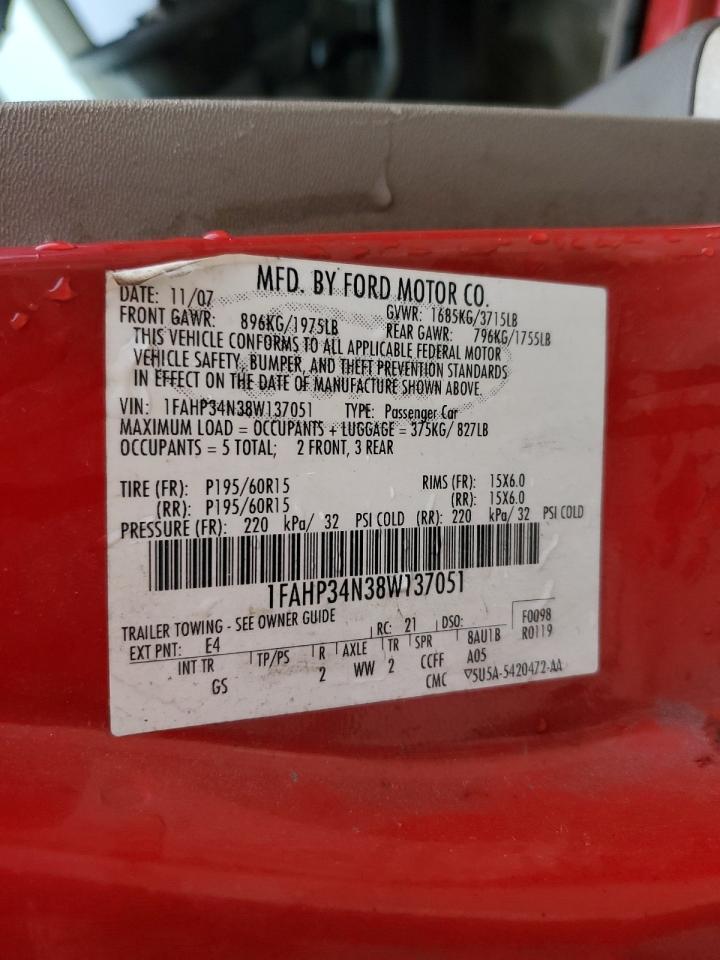 MFD. BY FORD MOTOR CO.
DATE: 11/07 GVWR: 1685KG/3715LB
FRONT GAWR: 896KG/1975LB REAR GAWR: 796KG/1755LB
THIS VEHICLE CONFORMS TO ALL APPLICABLE FEDERAL MOTOR
VEHICLE SAFETY, BUMPER, AND THEFT PREVENTION STANDARDS
IN EFFECT ON THE DATE OF MANUFACTURE SHOWN ABOVE.
VIN: 1FAHP34N38W137051 TYPE: Passenger Car
MAXIMUM LOAD = OCCUPANTS + LUGGAGE = 375KG/ 827LB
OCCUPANTS = 5 TOTAL; 2 FRONT, 3 REAR
TIRE (FR): P195/60R15 RIMS (FR): 15X6.0
(RR): P195/60R15 (RR): 15X6.0
PRESSURE (FR): 220 kPa/ 32 PSI COLD (RR): 220 kPa/ 32 PSI COLD
1FAHP34N38W137051
TRAILER TOWING - SEE OWNER GUIDE F0098
EXT PNT: E4 RC: 21 DSO: R0119
INT TR TP/PS R AXLE TR SPR 8AU1B
GS 2 WW 2 CCFF A05
CMC ▽5U5A-5420472-AA